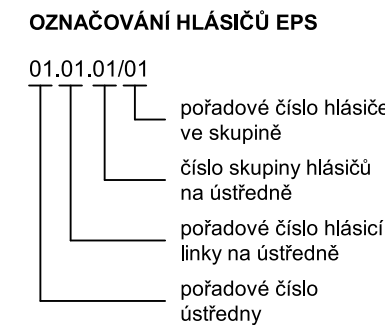 OZNAČOVÁNÍ HLÁSIČŮ EPS
01.01.01/01
pořadové číslo hlásiče
ve skupině
číslo skupiny hlásičů
na ústředně
pořadové číslo hlásicí
linky na ústředně
pořadové číslo
ústředny